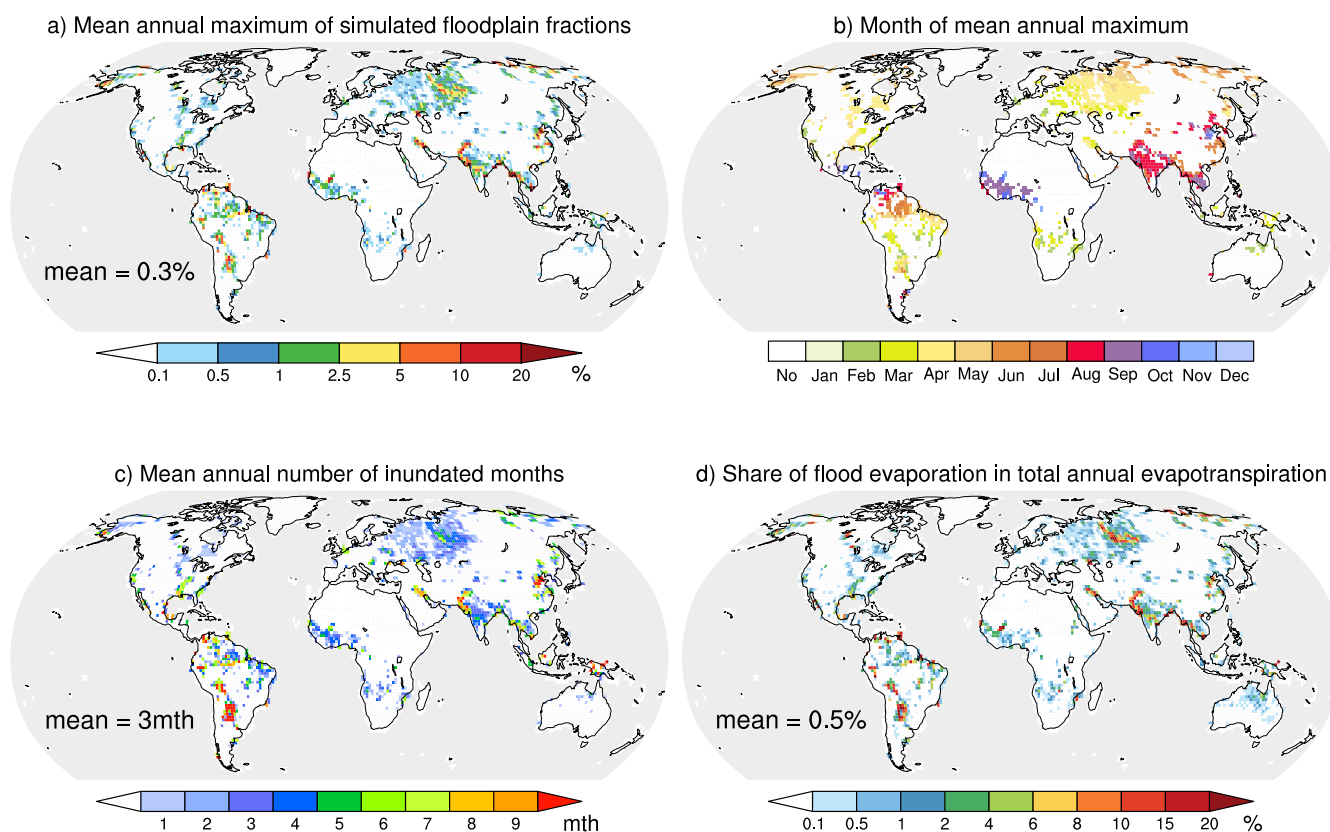 a) Mean annual maximum of simulated floodplain fractions
mean = 0.3%
0.1 0.5 1 2.5 5 10 20 %
b) Month of mean annual maximum
No Jan Feb Mar Apr May Jun Jul Aug Sep Oct Nov Dec
c) Mean annual number of inundated months
mean = 3mth
1 2 3 4 5 6 7 8 9 mth
d) Share of flood evaporation in total annual evapotranspiration
mean = 0.5%
0.1 0.5 1 2 4 6 8 10 15 20 %